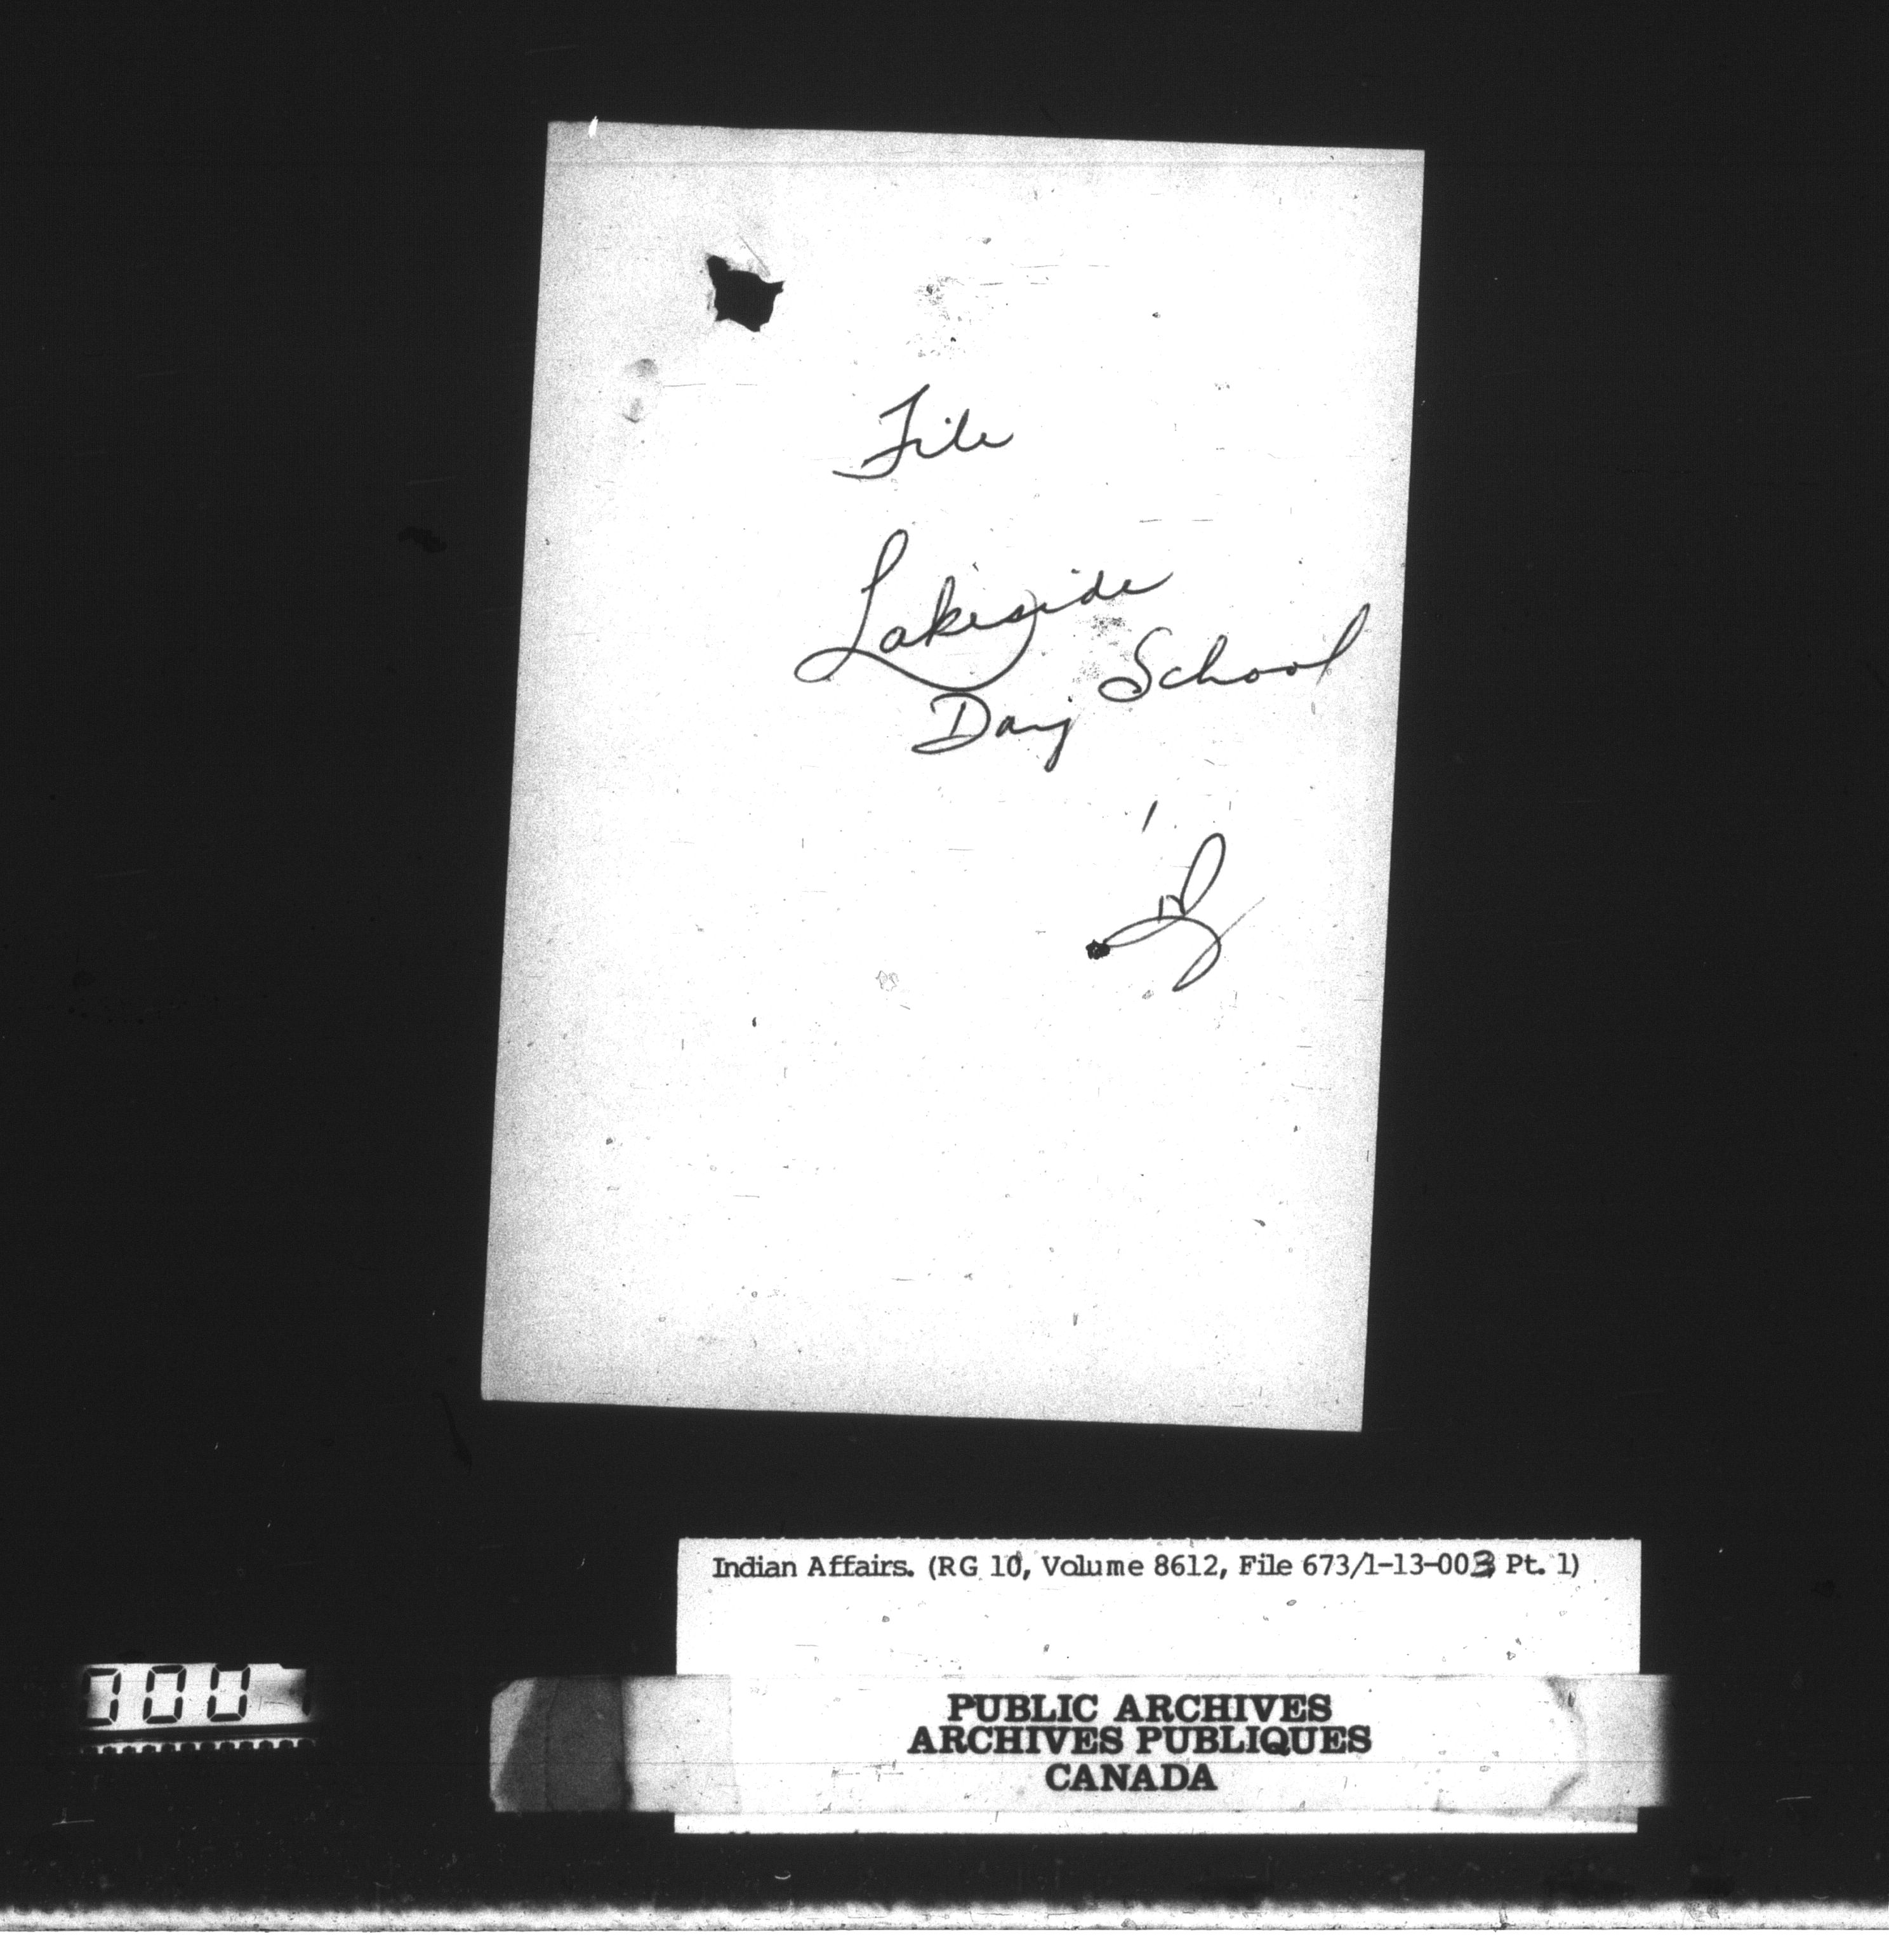 File
Lakeside
Day School
Indian Affairs. (RG 10, Volume 8612, File 673/1-13-003 Pt. 1)
PUBLIC ARCHIVES
ARCHIVES PUBLIQUES
CANADA